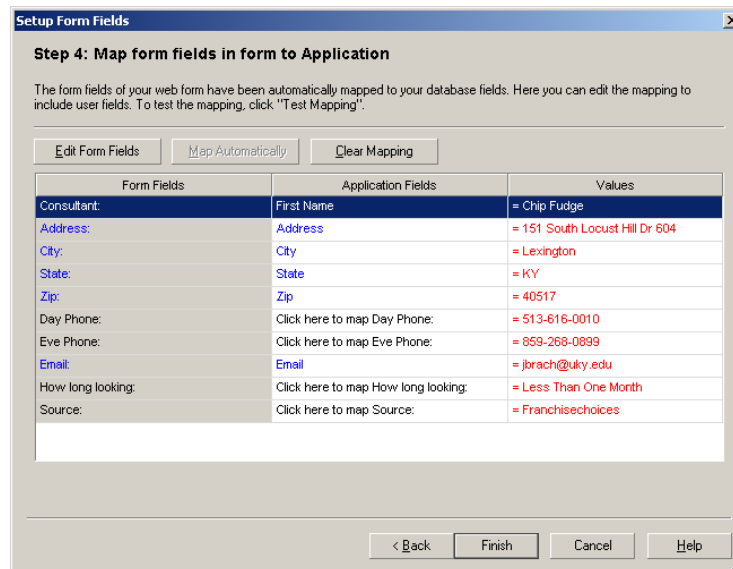 Setup Form Fields
Step 4: Map form fields in form to Application
The form fields of your web form have been automatically mapped to your database fields. Here you can edit the mapping to
include user fields. To test the mapping, click "Test Mapping".
Edit Form Fields Map Automatically Clear Mapping
Form Fields Application Fields Values
Consultant: First Name = Chip Fudge
Address: Address = 151 South Locust Hill Dr 604
City: City = Lexington
State: State = KY
Zip: Zip = 40517
Day Phone: Click here to map Day Phone: = 513-616-0010
Eve Phone: Click here to map Eve Phone: = 859-268-0899
Email: Email = jbrach@uky.edu
How long looking: Click here to map How long looking: = Less Than One Month
Source: Click here to map Source: = Franchisechoices
< Back Finish Cancel Help